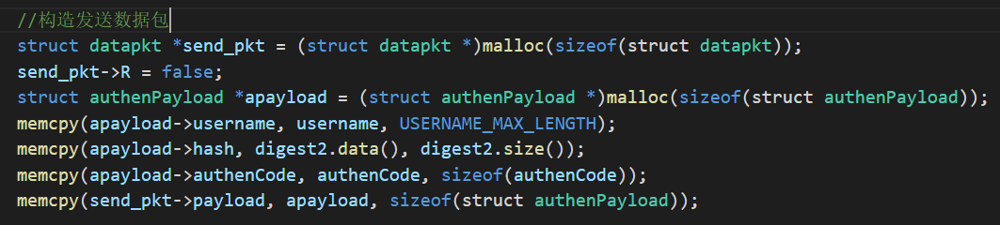 //构造发送数据包
struct datapkt *send_pkt = (struct datapkt *)malloc(sizeof(struct datapkt));
send_pkt->R = false;
struct authenPayload *apayload = (struct authenPayload *)malloc(sizeof(struct authenPayload));
memcpy(apayload->username, username, USERNAME_MAX_LENGTH);
memcpy(apayload->hash, digest2.data(), digest2.size());
memcpy(apayload->authenCode, authenCode, sizeof(authenCode));
memcpy(send_pkt->payload, apayload, sizeof(struct authenPayload));